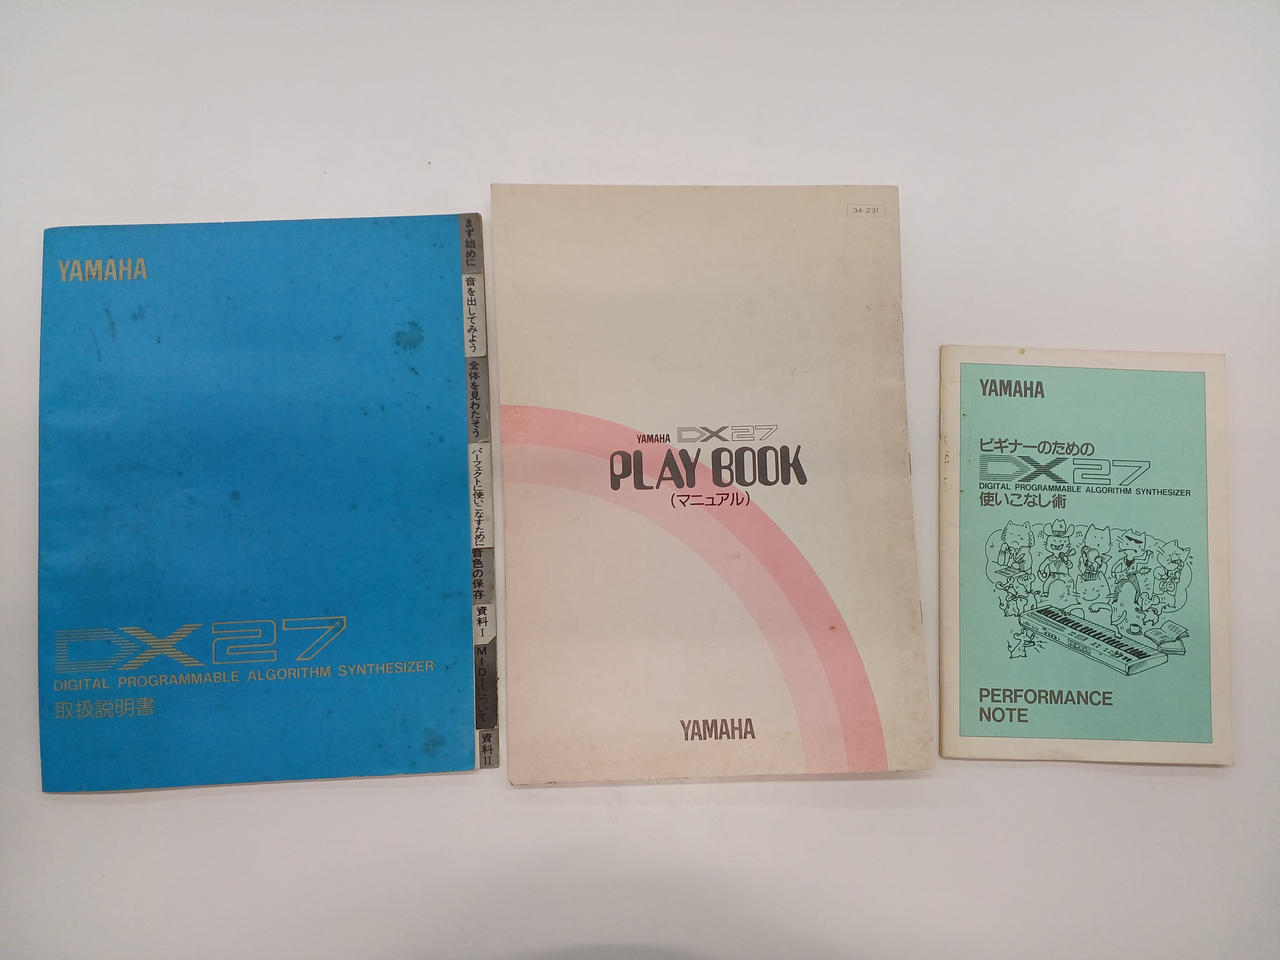 YAMAHA
DX27
DIGITAL PROGRAMMABLE ALGORITHM SYNTHESIZER
取扱説明書
まず始めに
音を出してみよう
全体を見わたそう
パーフェクトに使いこなすために
音色の保存
資料I
MIDIについて
資料II
34-231
YAMAHA DX27
PLAY BOOK
(マニュアル)
YAMAHA
YAMAHA
ビギナーのための
DX27
DIGITAL PROGRAMMABLE ALGORITHM SYNTHESIZER
使いこなし術
PERFORMANCE
NOTE